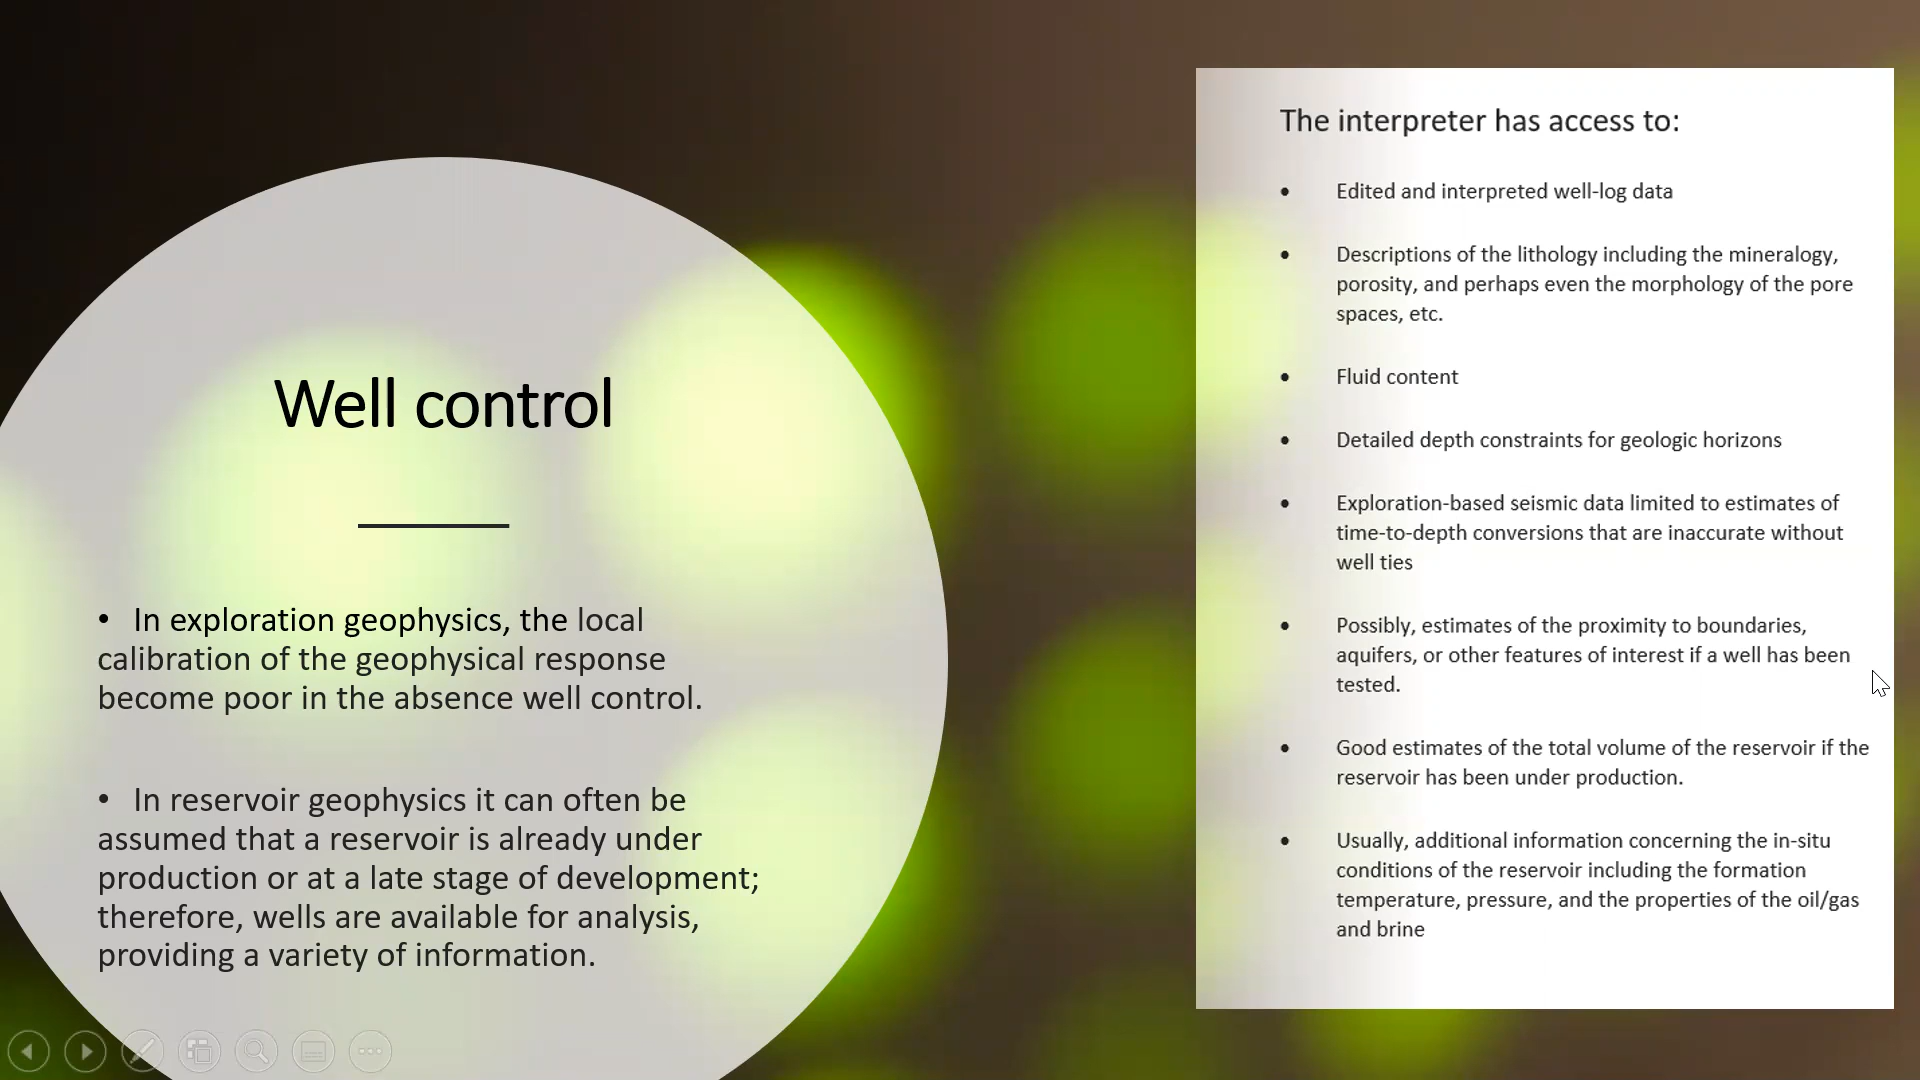 Well control
• In exploration geophysics, the local
calibration of the geophysical response
become poor in the absence well control.
• In reservoir geophysics it can often be
assumed that a reservoir is already under
production or at a late stage of development;
therefore, wells are available for analysis,
providing a variety of information.
The interpreter has access to:
• Edited and interpreted well-log data
• Descriptions of the lithology including the mineralogy,
porosity, and perhaps even the morphology of the pore
spaces, etc.
• Fluid content
• Detailed depth constraints for geologic horizons
• Exploration-based seismic data limited to estimates of
time-to-depth conversions that are inaccurate without
well ties
• Possibly, estimates of the proximity to boundaries,
aquifers, or other features of interest if a well has been
tested.
• Good estimates of the total volume of the reservoir if the
reservoir has been under production.
• Usually, additional information concerning the in-situ
conditions of the reservoir including the formation
temperature, pressure, and the properties of the oil/gas
and brine